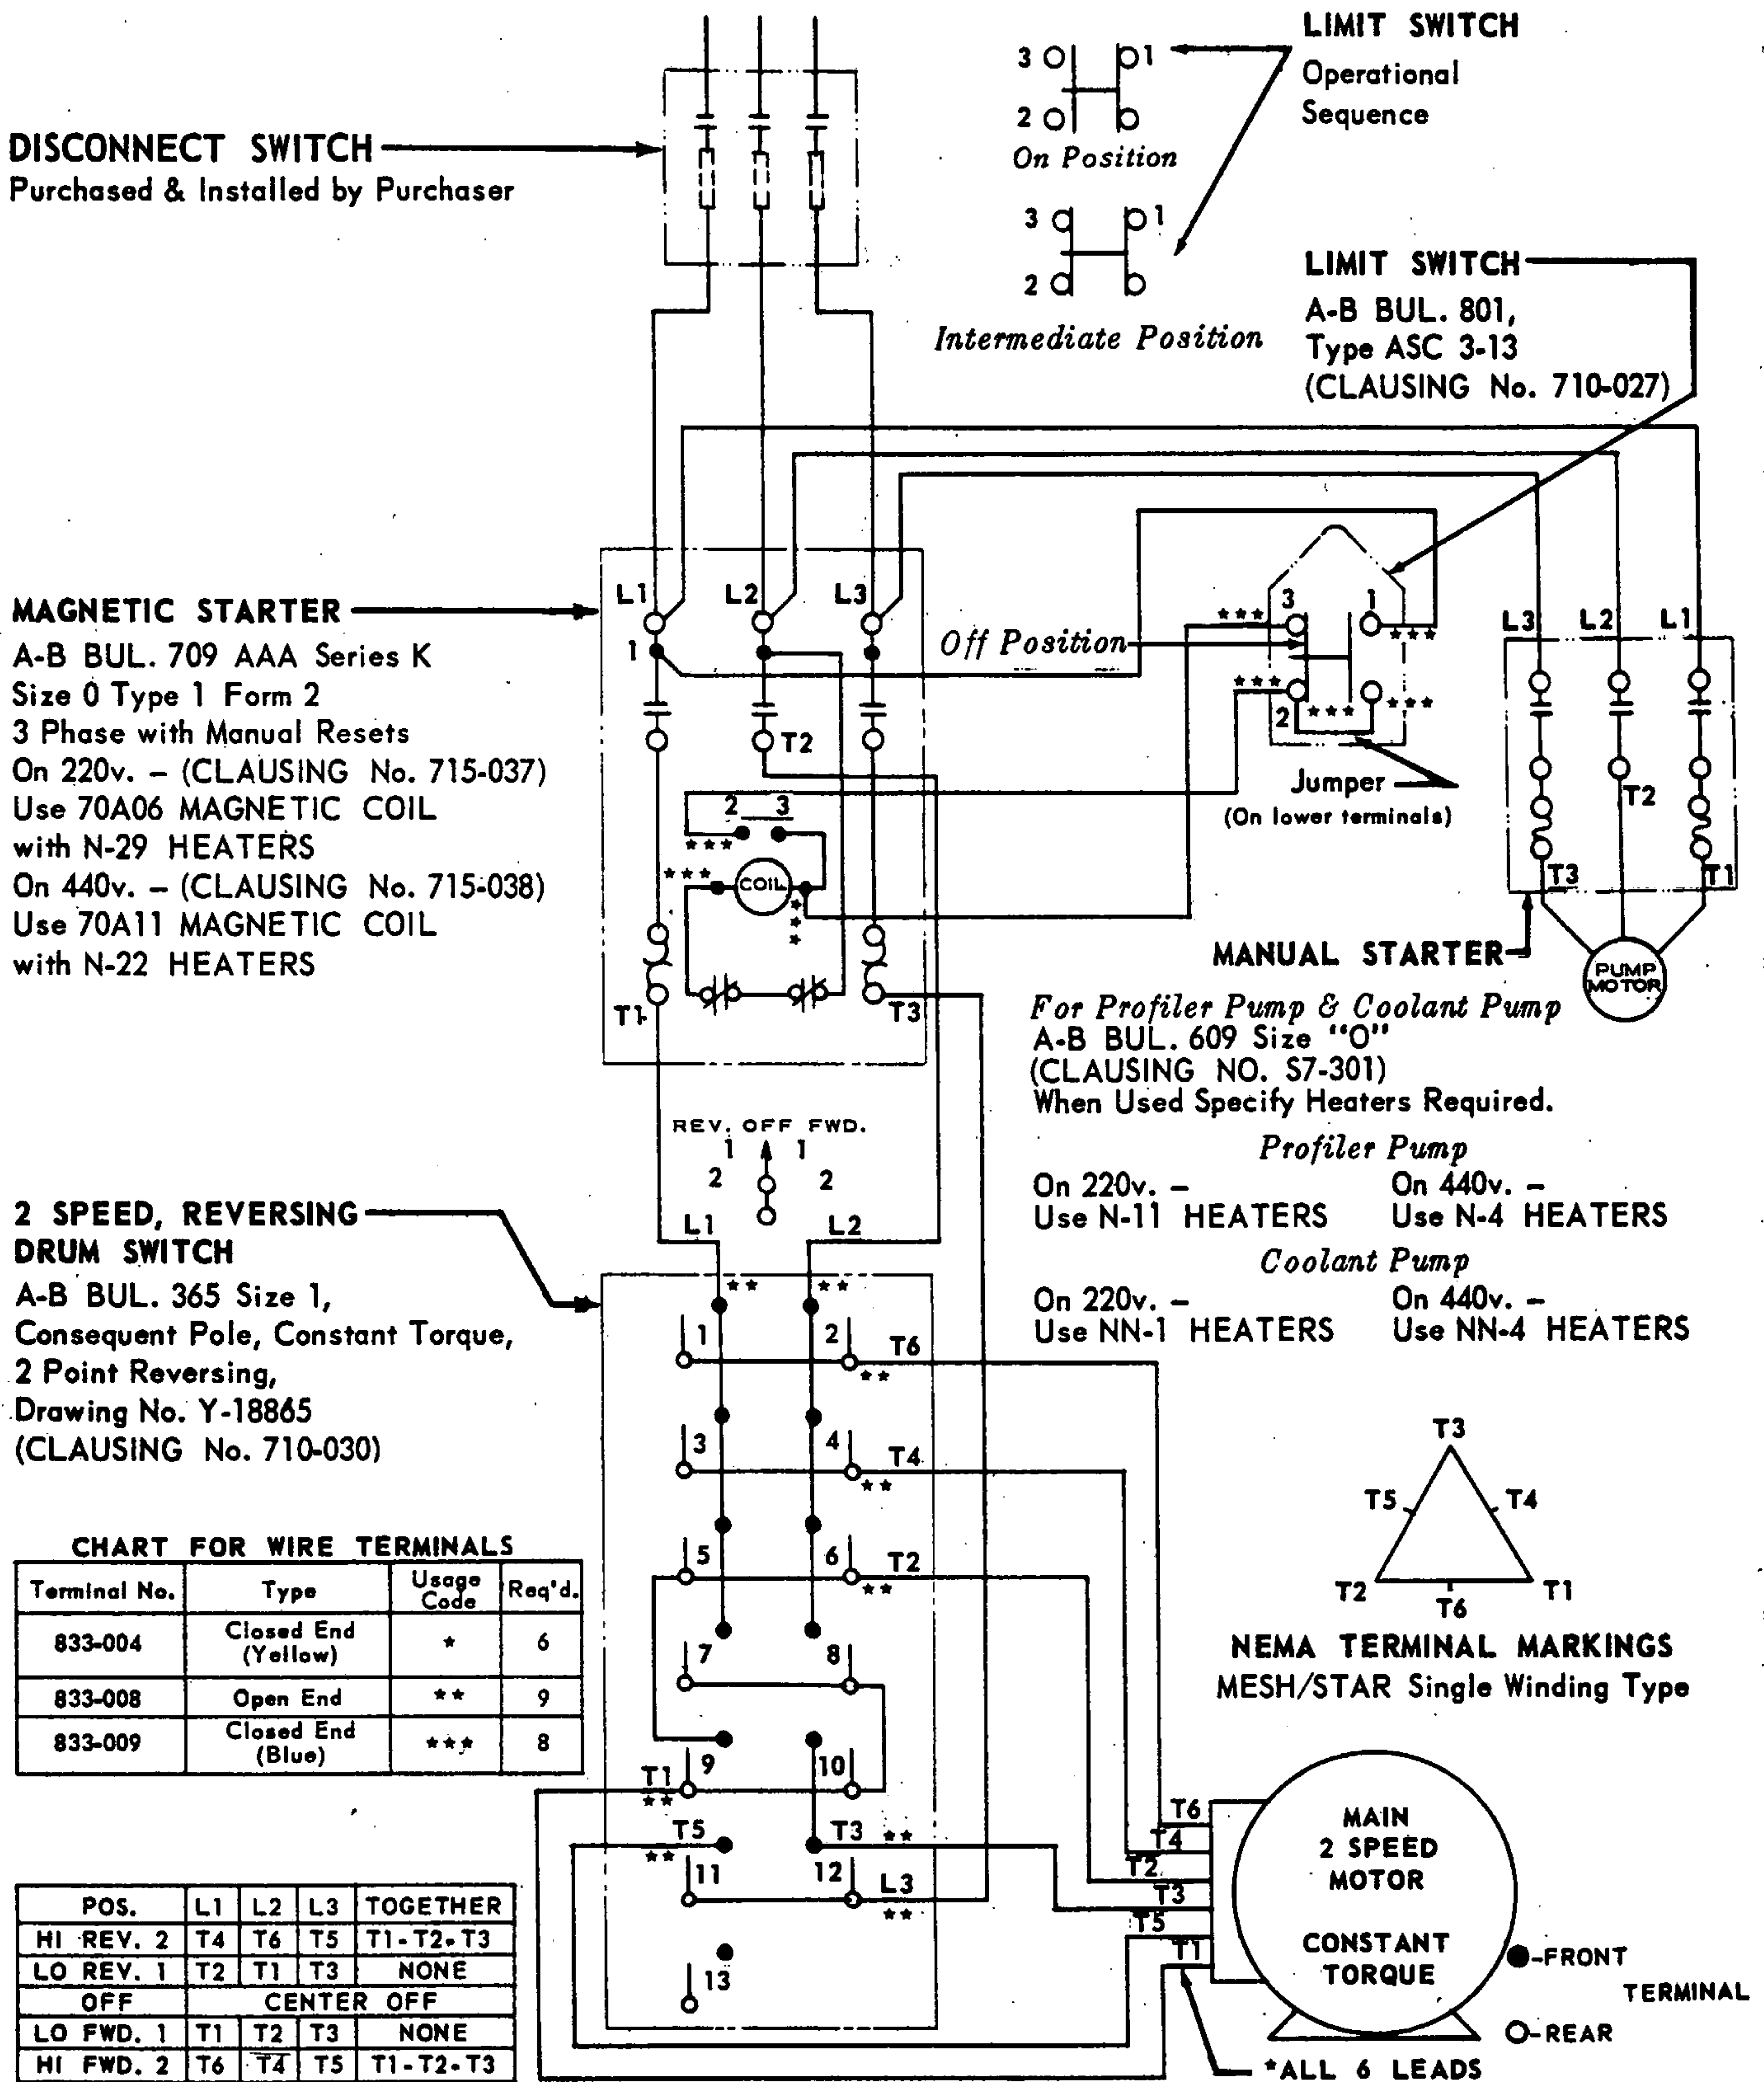 LIMIT SWITCH
Operational
Sequence
3 1
2
On Position
3 1
2
Intermediate Position
DISCONNECT SWITCH
Purchased & Installed by Purchaser
LIMIT SWITCH
A-B BUL. 801,
Type ASC 3-13
(CLAUSING No. 710-027)
MAGNETIC STARTER
A-B BUL. 709 AAA Series K
Size 0 Type 1 Form 2
3 Phase with Manual Resets
On 220v. – (CLAUSING No. 715-037)
Use 70A06 MAGNETIC COIL
with N-29 HEATERS
On 440v. – (CLAUSING No. 715-038)
Use 70A11 MAGNETIC COIL
with N-22 HEATERS
L1 L2 L3
1
T2
2 3
***
***
COIL
***
T1
T3
Off Position
*** 3 1 ***
*** 2 *** ***
Jumper
(On lower terminals)
L3 L2 L1
T2
T3 T1
PUMP
MOTOR
MANUAL STARTER
For Profiler Pump & Coolant Pump
A-B BUL. 609 Size "O"
(CLAUSING NO. S7-301)
When Used Specify Heaters Required.
Profiler Pump
On 220v. – On 440v. –
Use N-11 HEATERS Use N-4 HEATERS
Coolant Pump
On 220v. – On 440v. –
Use NN-1 HEATERS Use NN-4 HEATERS
REV. OFF FWD.
1 1
2 2
2 SPEED, REVERSING
DRUM SWITCH
A-B BUL. 365 Size 1,
Consequent Pole, Constant Torque,
2 Point Reversing,
Drawing No. Y-18865
(CLAUSING No. 710-030)
L1 L2
** **
1 2 T6
**
3 4 T4
**
5 6 T2
**
7 8
T1 9 10
**
T5 T3 **
**
11 12 L3
**
13
T3
T5 T4
T2 T6 T1
NEMA TERMINAL MARKINGS
MESH/STAR Single Winding Type
CHART FOR WIRE TERMINALS
Terminal No. Type Usage Code Req'd.
833-004 Closed End (Yellow) * 6
833-008 Open End ** 9
833-009 Closed End (Blue) *** 8
POS. L1 L2 L3 TOGETHER
HI REV. 2 T4 T6 T5 T1-T2-T3
LO REV. 1 T2 T1 T3 NONE
OFF CENTER OFF
LO FWD. 1 T1 T2 T3 NONE
HI FWD. 2 T6 T4 T5 T1-T2-T3
T6
T4
T2
T3
T5
T1
MAIN
2 SPEED
MOTOR
CONSTANT
TORQUE
-FRONT
TERMINAL
-REAR
*ALL 6 LEADS